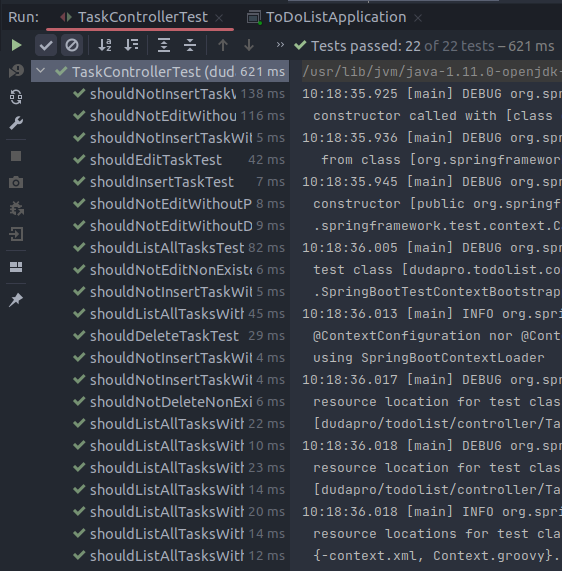 Run: TaskControllerTest ToDoListApplication
Tests passed: 22 of 22 tests – 621 ms
TaskControllerTest (dud 621 ms
shouldNotInsertTaskW 138 ms
shouldNotEditWithou 116 ms
shouldNotInsertTaskWit 5 ms
shouldEditTaskTest 42 ms
shouldInsertTaskTest 7 ms
shouldNotEditWithoutP 8 ms
shouldNotEditWithoutD 9 ms
shouldListAllTasksTest 82 ms
shouldNotEditNonExiste 6 ms
shouldNotInsertTaskWit 5 ms
shouldListAllTasksWith 45 ms
shouldDeleteTaskTest 29 ms
shouldNotInsertTaskWit 4 ms
shouldNotInsertTaskWit 4 ms
shouldNotDeleteNonExi 6 ms
shouldListAllTasksWith 22 ms
shouldListAllTasksWith 10 ms
shouldListAllTasksWith 23 ms
shouldListAllTasksWith 14 ms
shouldListAllTasksWith 20 ms
shouldListAllTasksWith 14 ms
shouldListAllTasksWith 12 ms
/usr/lib/jvm/java-1.11.0-openjdk-
10:18:35.925 [main] DEBUG org.spr
constructor called with [class
10:18:35.936 [main] DEBUG org.spr
from class [org.springframewor
10:18:35.945 [main] DEBUG org.spr
constructor [public org.springf
.springframework.test.context.C
10:18:36.005 [main] DEBUG org.spr
test class [dudapro.todolist.co
.SpringBootTestContextBootstrap
10:18:36.013 [main] INFO org.spri
@ContextConfiguration nor @Cont
using SpringBootContextLoader
10:18:36.017 [main] DEBUG org.spr
resource location for test clas
[dudapro/todolist/controller/Ta
10:18:36.018 [main] DEBUG org.spr
resource location for test clas
[dudapro/todolist/controller/Ta
10:18:36.018 [main] INFO org.spri
resource locations for test cla
{-context.xml, Context.groovy}.